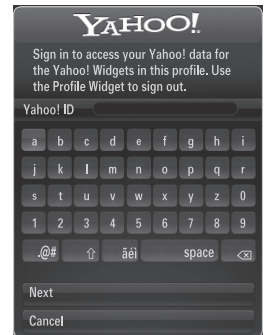 YAHOO!
Sign in to access your Yahoo! data for
the Yahoo! Widgets in this profile. Use
the Profile Widget to sign out.
Yahoo! ID
a b c d e f g h i
j k l m n o p q r
s t u v w x y z 0
1 2 3 4 5 6 7 8 9
.@# ⇧ ãéi space ⌫
Next
Cancel